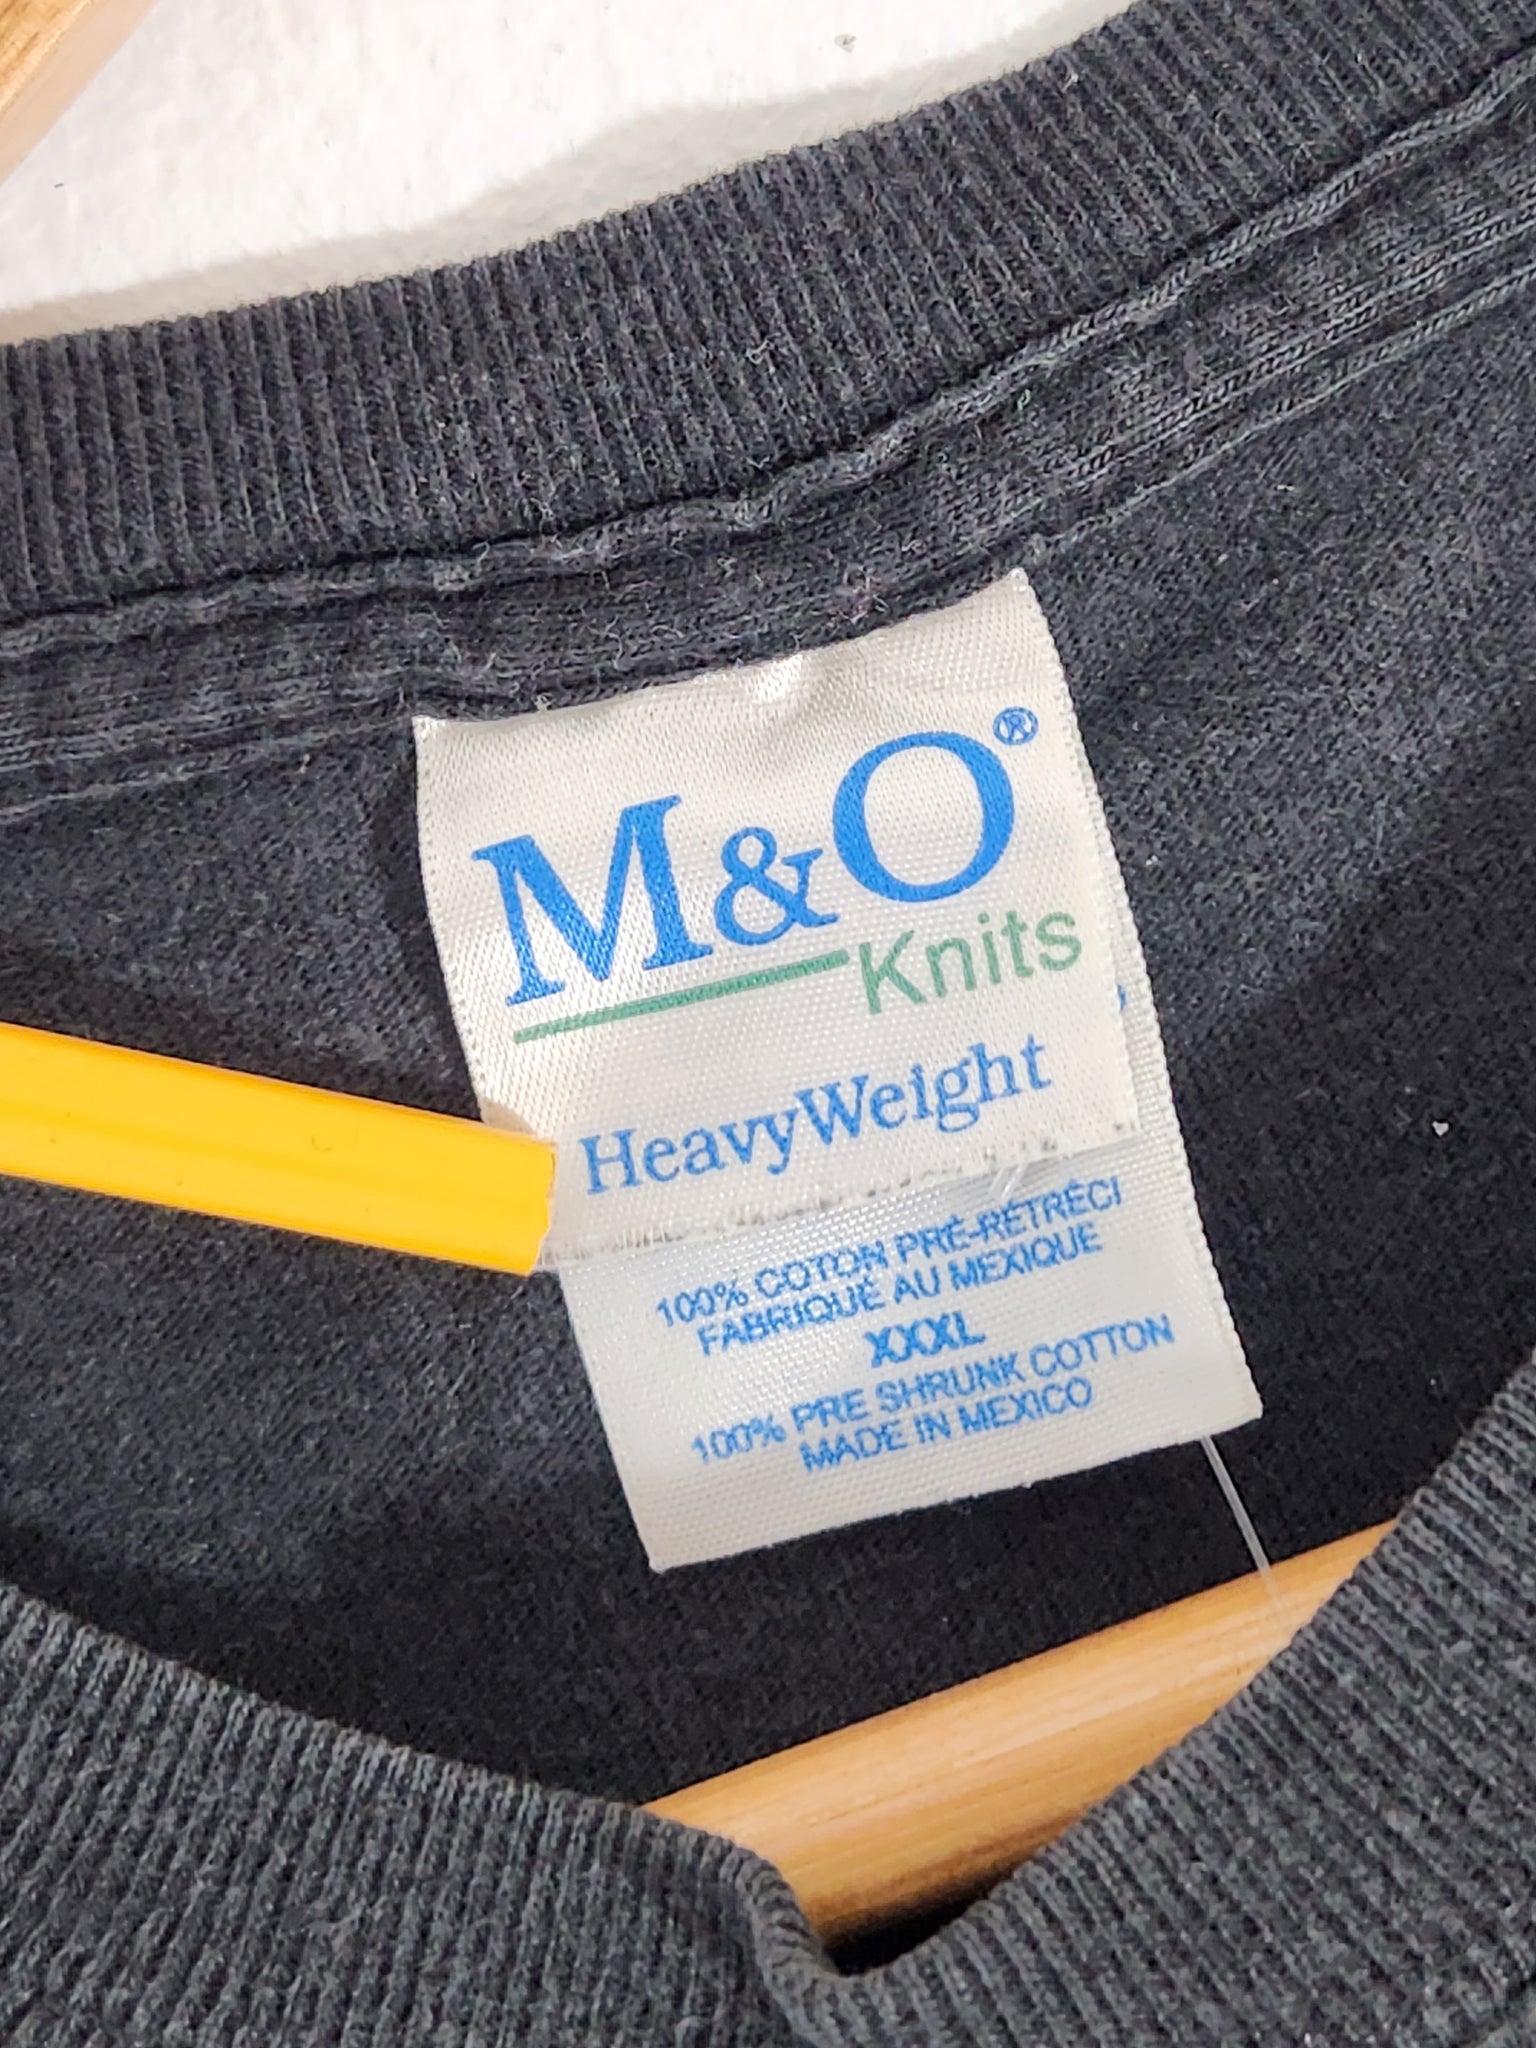 M&O®
Knits
HeavyWeight
100% COTON PRÉ-RÉTRÉCI
FABRIQUÉ AU MEXIQUE
XXXL
100% PRE SHRUNK COTTON
MADE IN MEXICO